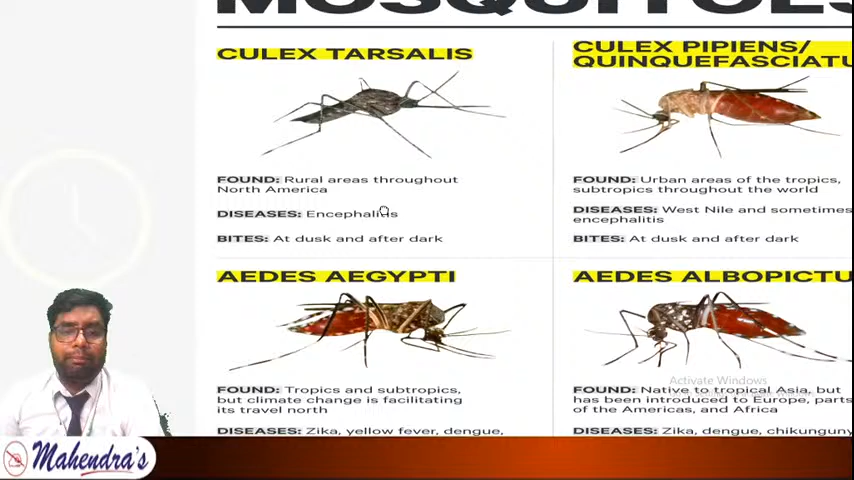 MOSQUITOES
CULEX TARSALIS
FOUND: Rural areas throughout
North America
DISEASES: Encephalitis
BITES: At dusk and after dark
CULEX PIPIENS/
QUINQUEFASCIATU
FOUND: Urban areas of the tropics,
subtropics throughout the world
DISEASES: West Nile and sometimes
encephalitis
BITES: At dusk and after dark
AEDES AEGYPTI
FOUND: Tropics and subtropics,
but climate change is facilitating
its travel north
DISEASES: Zika, yellow fever, dengue,
AEDES ALBOPICTU
FOUND: Native to tropical Asia, but
has been introduced to Europe, parts
of the Americas, and Africa
DISEASES: Zika, dengue, chikunguny
Activate Windows
Mahendra's